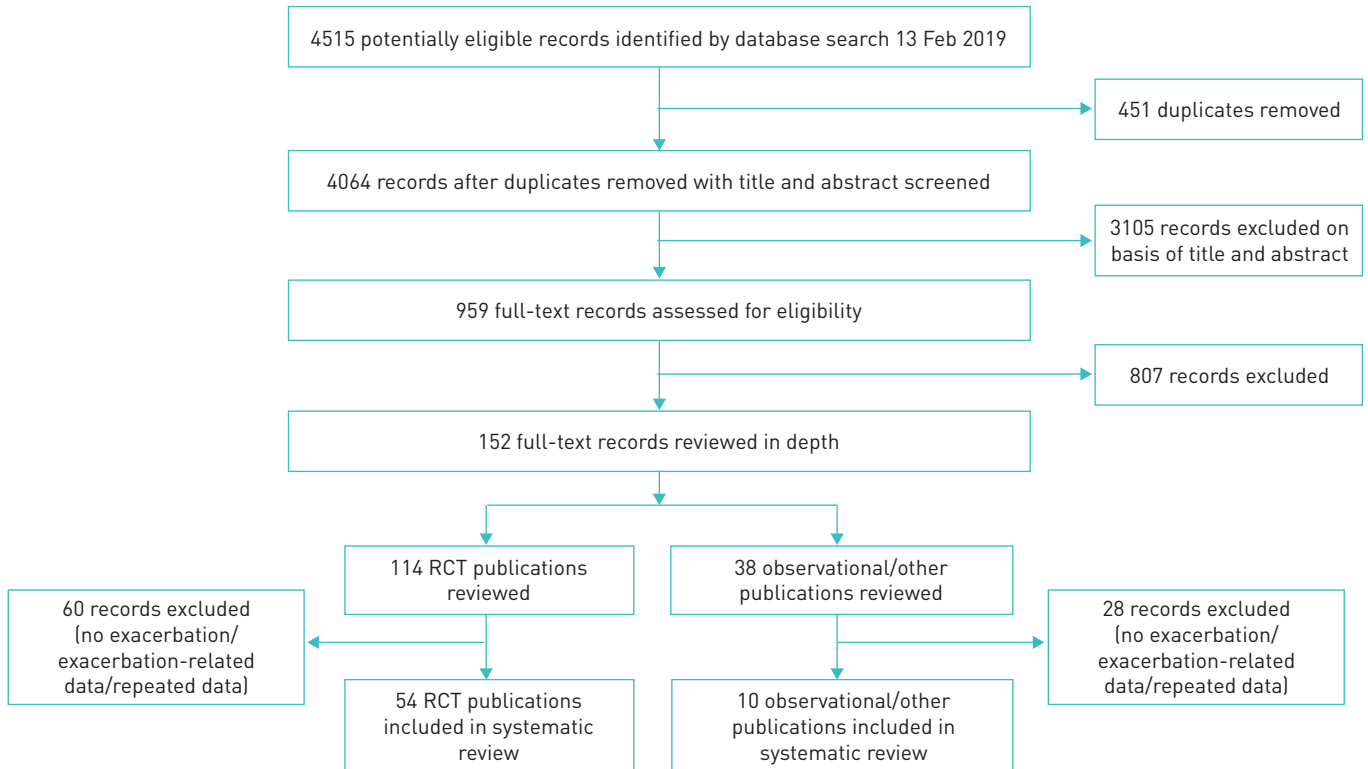 4515 potentially eligible records identified by database search 13 Feb 2019
451 duplicates removed
4064 records after duplicates removed with title and abstract screened
3105 records excluded on
basis of title and abstract
959 full-text records assessed for eligibility
807 records excluded
152 full-text records reviewed in depth
114 RCT publications
reviewed
38 observational/other
publications reviewed
60 records excluded
(no exacerbation/
exacerbation-related
data/repeated data)
28 records excluded
(no exacerbation/
exacerbation-related
data/repeated data)
54 RCT publications
included in systematic
review
10 observational/other
publications included in
systematic review